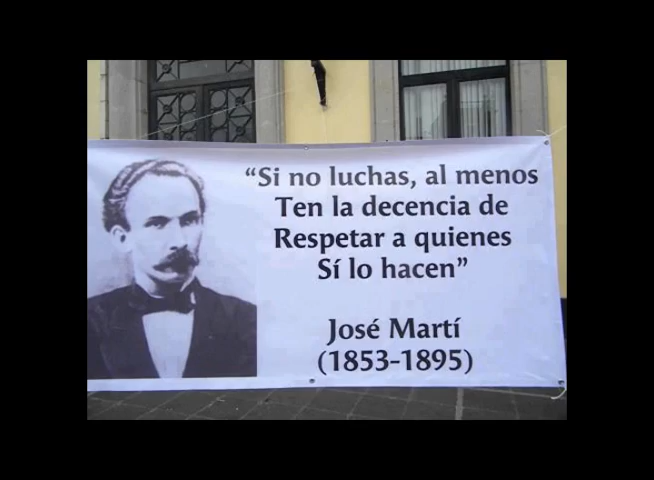 “Si no luchas, al menos
Ten la decencia de
Respetar a quienes
Sí lo hacen”
José Martí
(1853-1895)